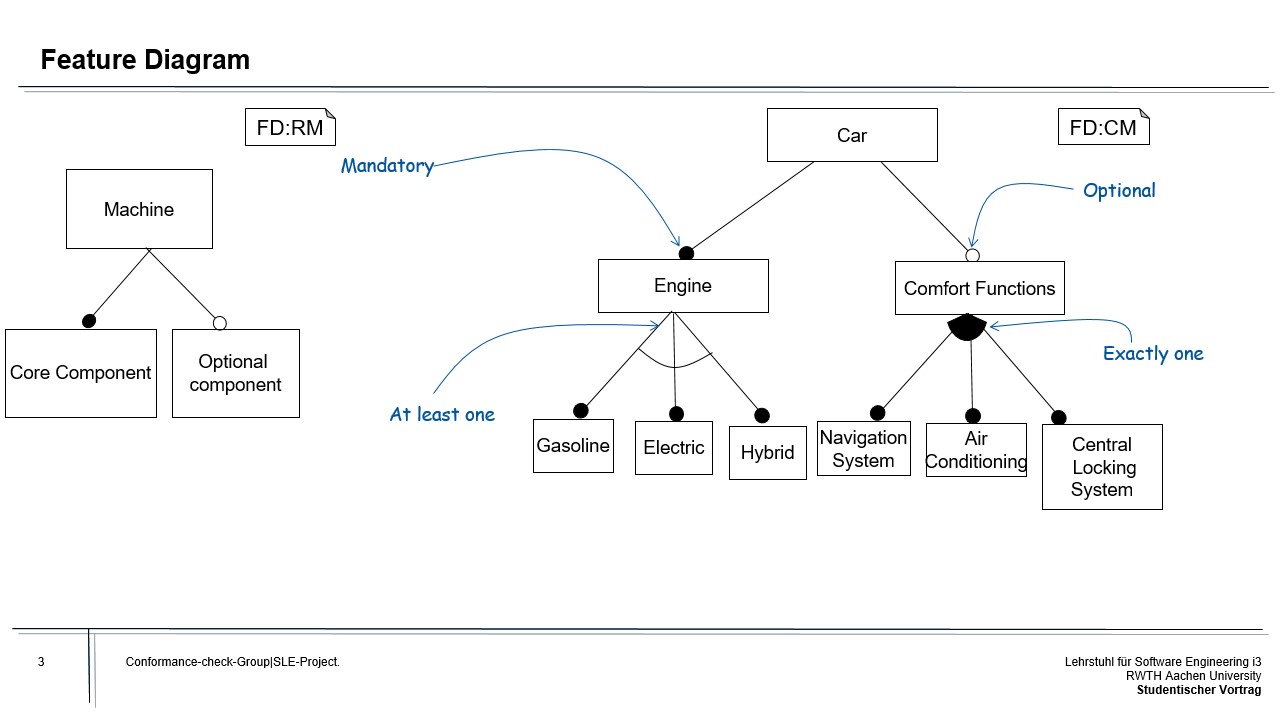 Feature Diagram
FD:RM
Car
FD:CM
Mandatory
Optional
Machine
Engine
Comfort Functions
Core Component
Optional
component
At least one
Exactly one
Gasoline
Electric
Hybrid
Navigation
System
Air
Conditioning
Central
Locking
System
3
Conformance-check-Group|SLE-Project.
Lehrstuhl für Software Engineering i3
RWTH Aachen University
Studentischer Vortrag